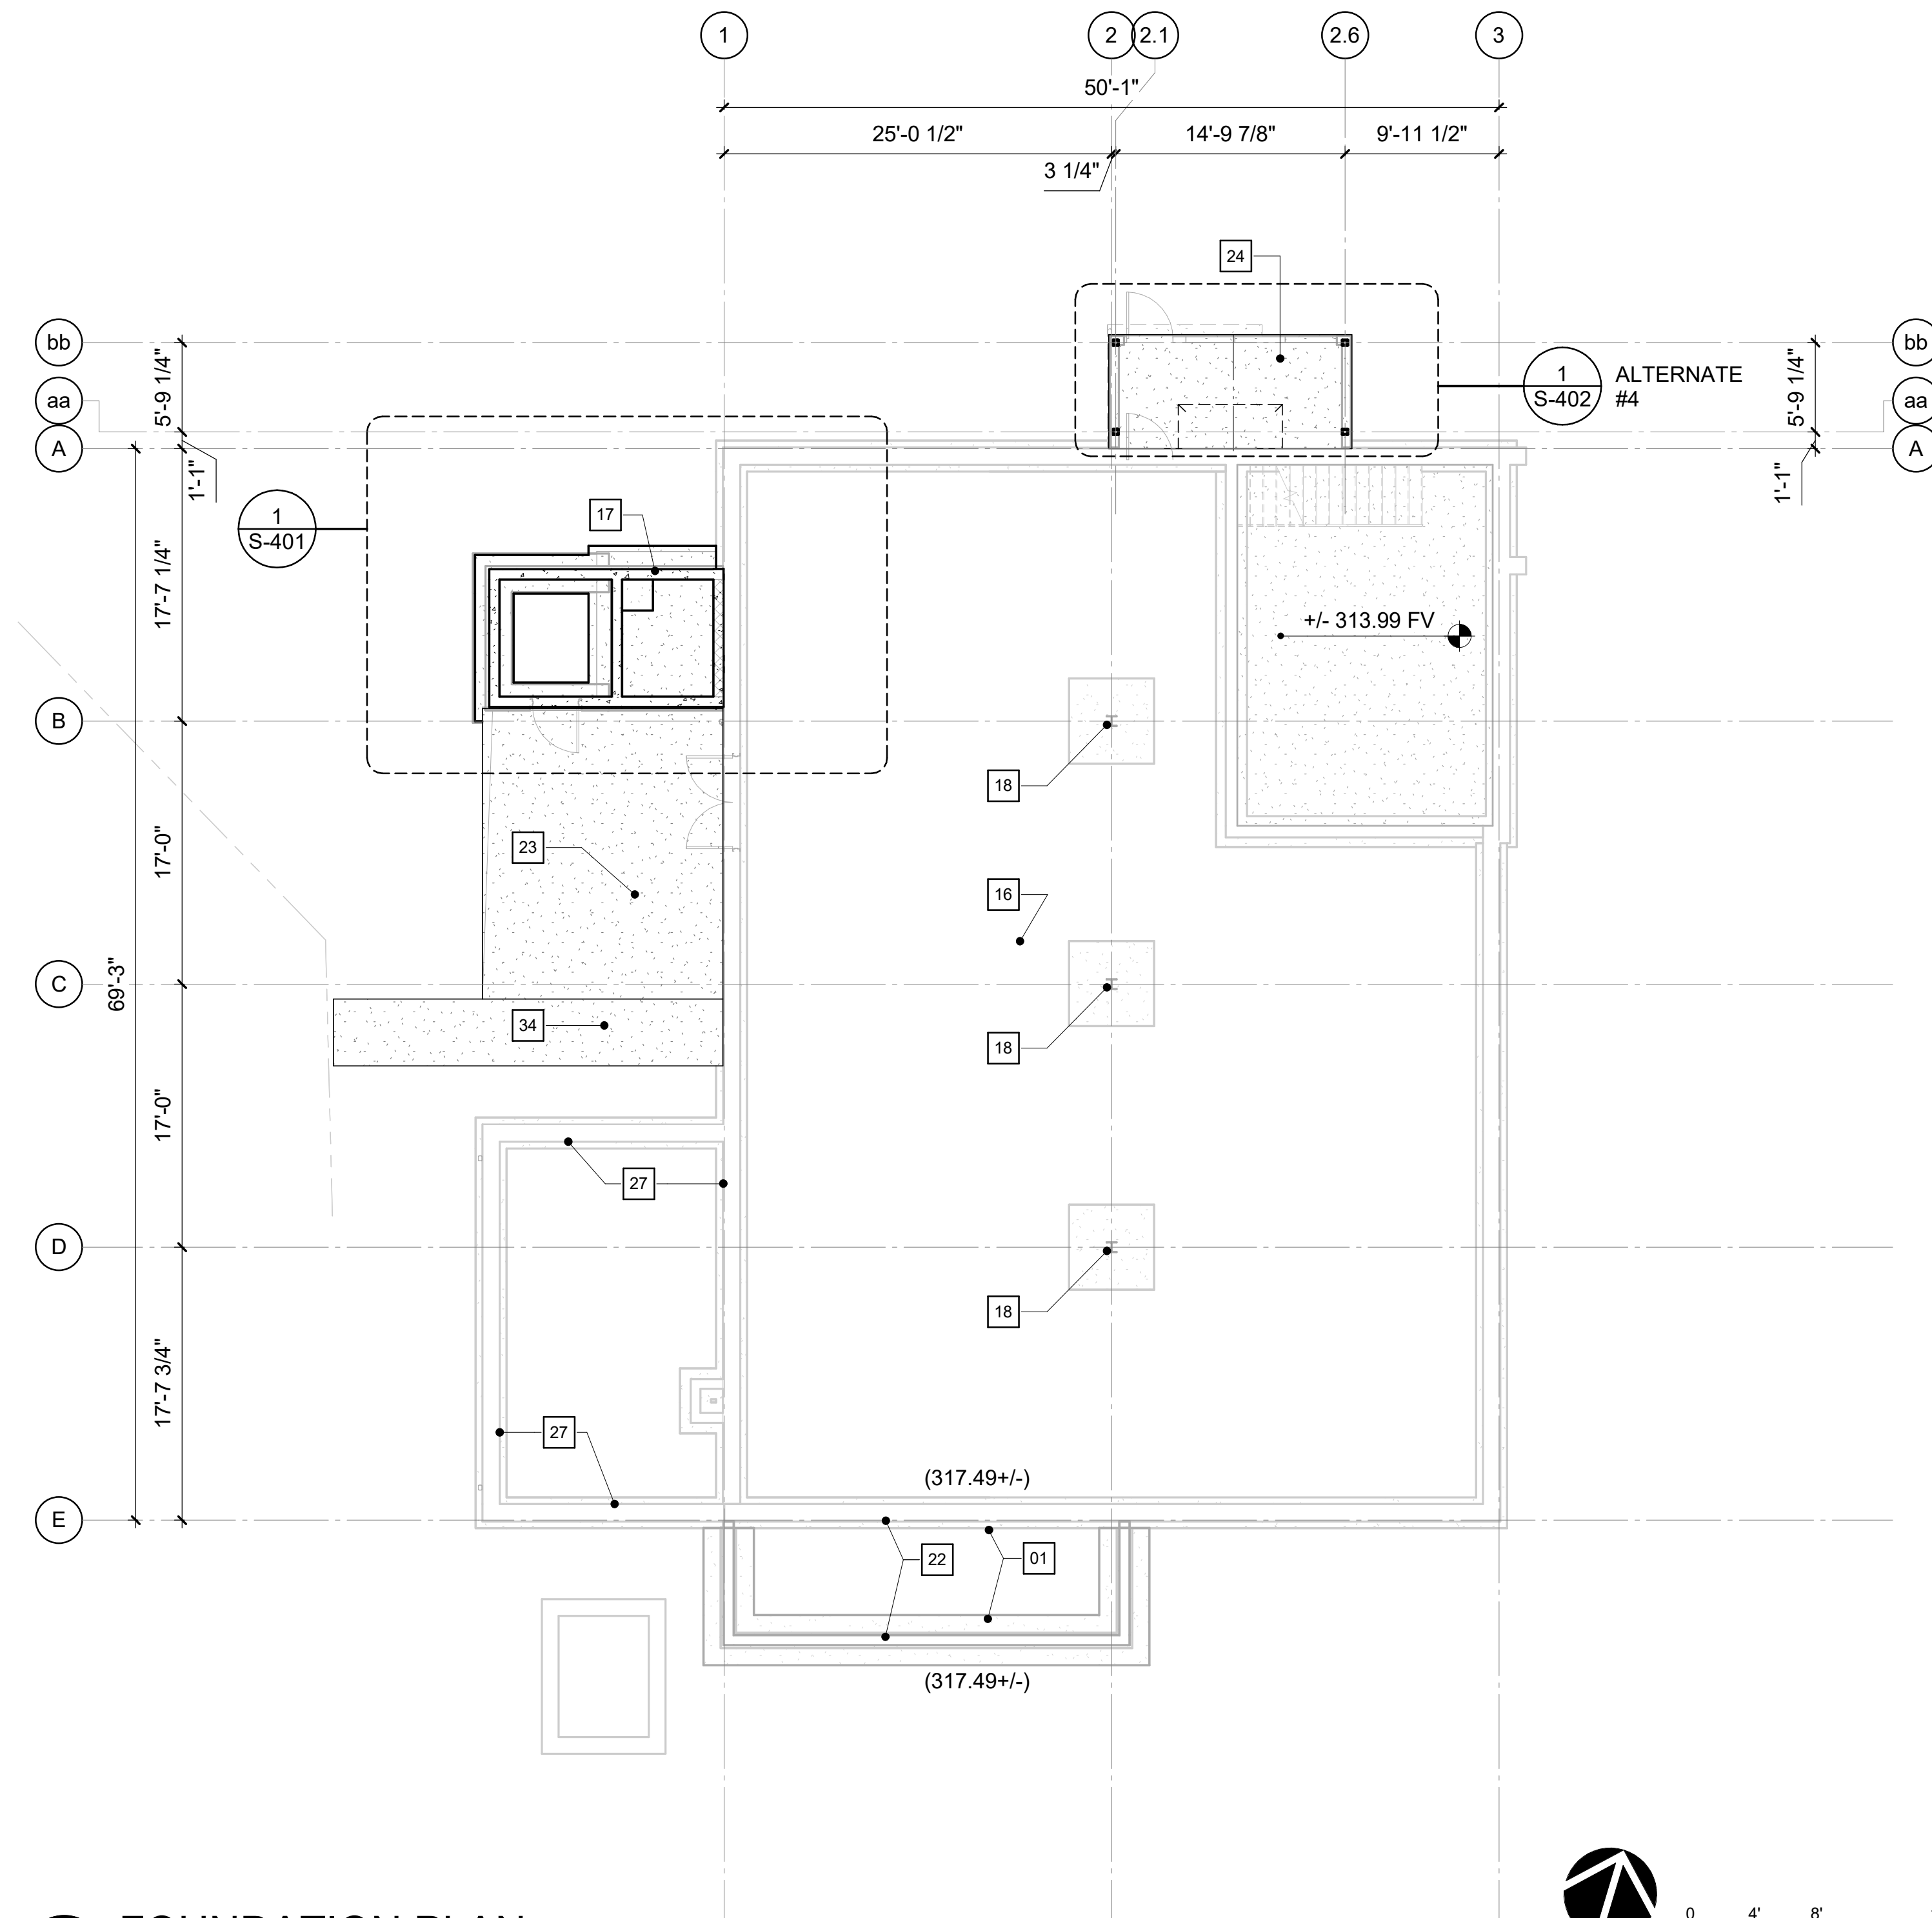 1
2
2.1
2.6
3
50'-1"
25'-0 1/2"
14'-9 7/8"
9'-11 1/2"
3 1/4"
24
bb
bb
5'-9 1/4"
5'-9 1/4"
1
S-402
ALTERNATE
#4
aa
aa
A
A
1'-1"
1'-1"
1
S-401
17
17'-7 1/4"
+/- 313.99 FV
B
18
23
17'-0"
16
C
69'-3"
34
18
17'-0"
27
D
18
17'-7 3/4"
27
(317.49+/-)
E
22
01
(317.49+/-)
FOUNDATION PLAN
0
4'
8'